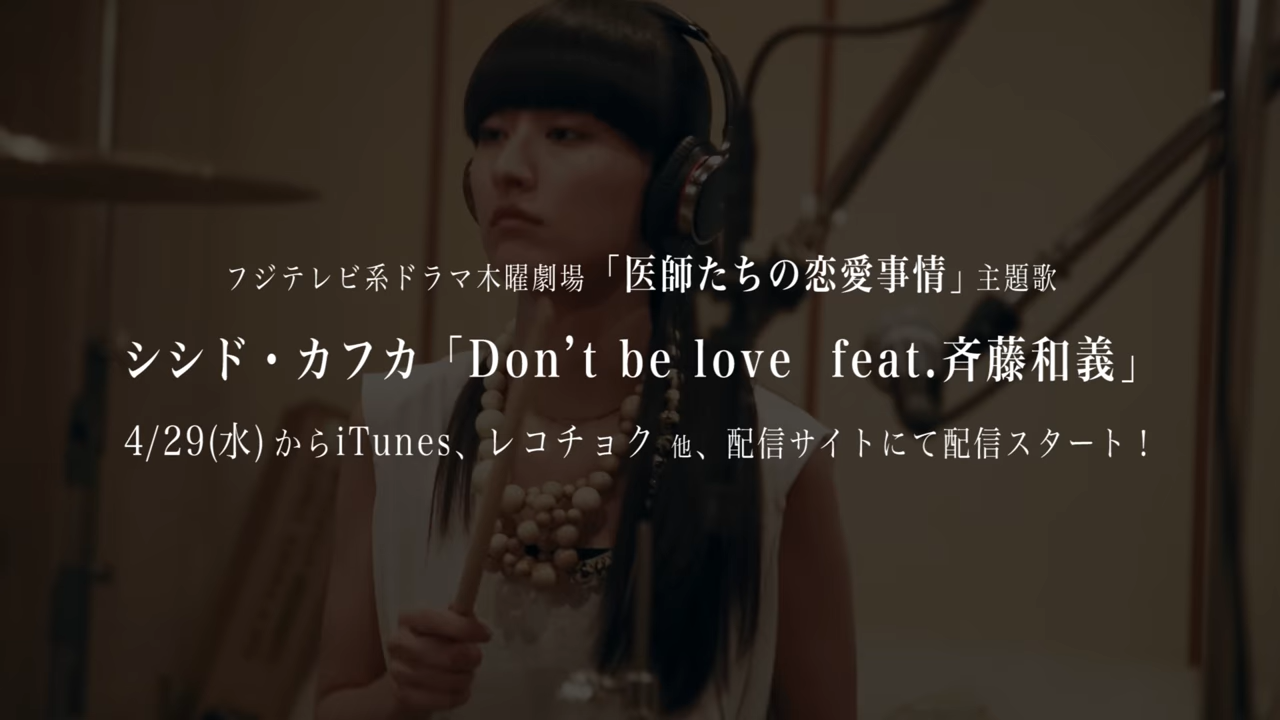 フジテレビ系ドラマ木曜劇場「医師たちの恋愛事情」主題歌
シシド・カフカ「Don’t be love feat.斉藤和義」
4/29(水)からiTunes、レコチョク 他、配信サイトにて配信スタート！